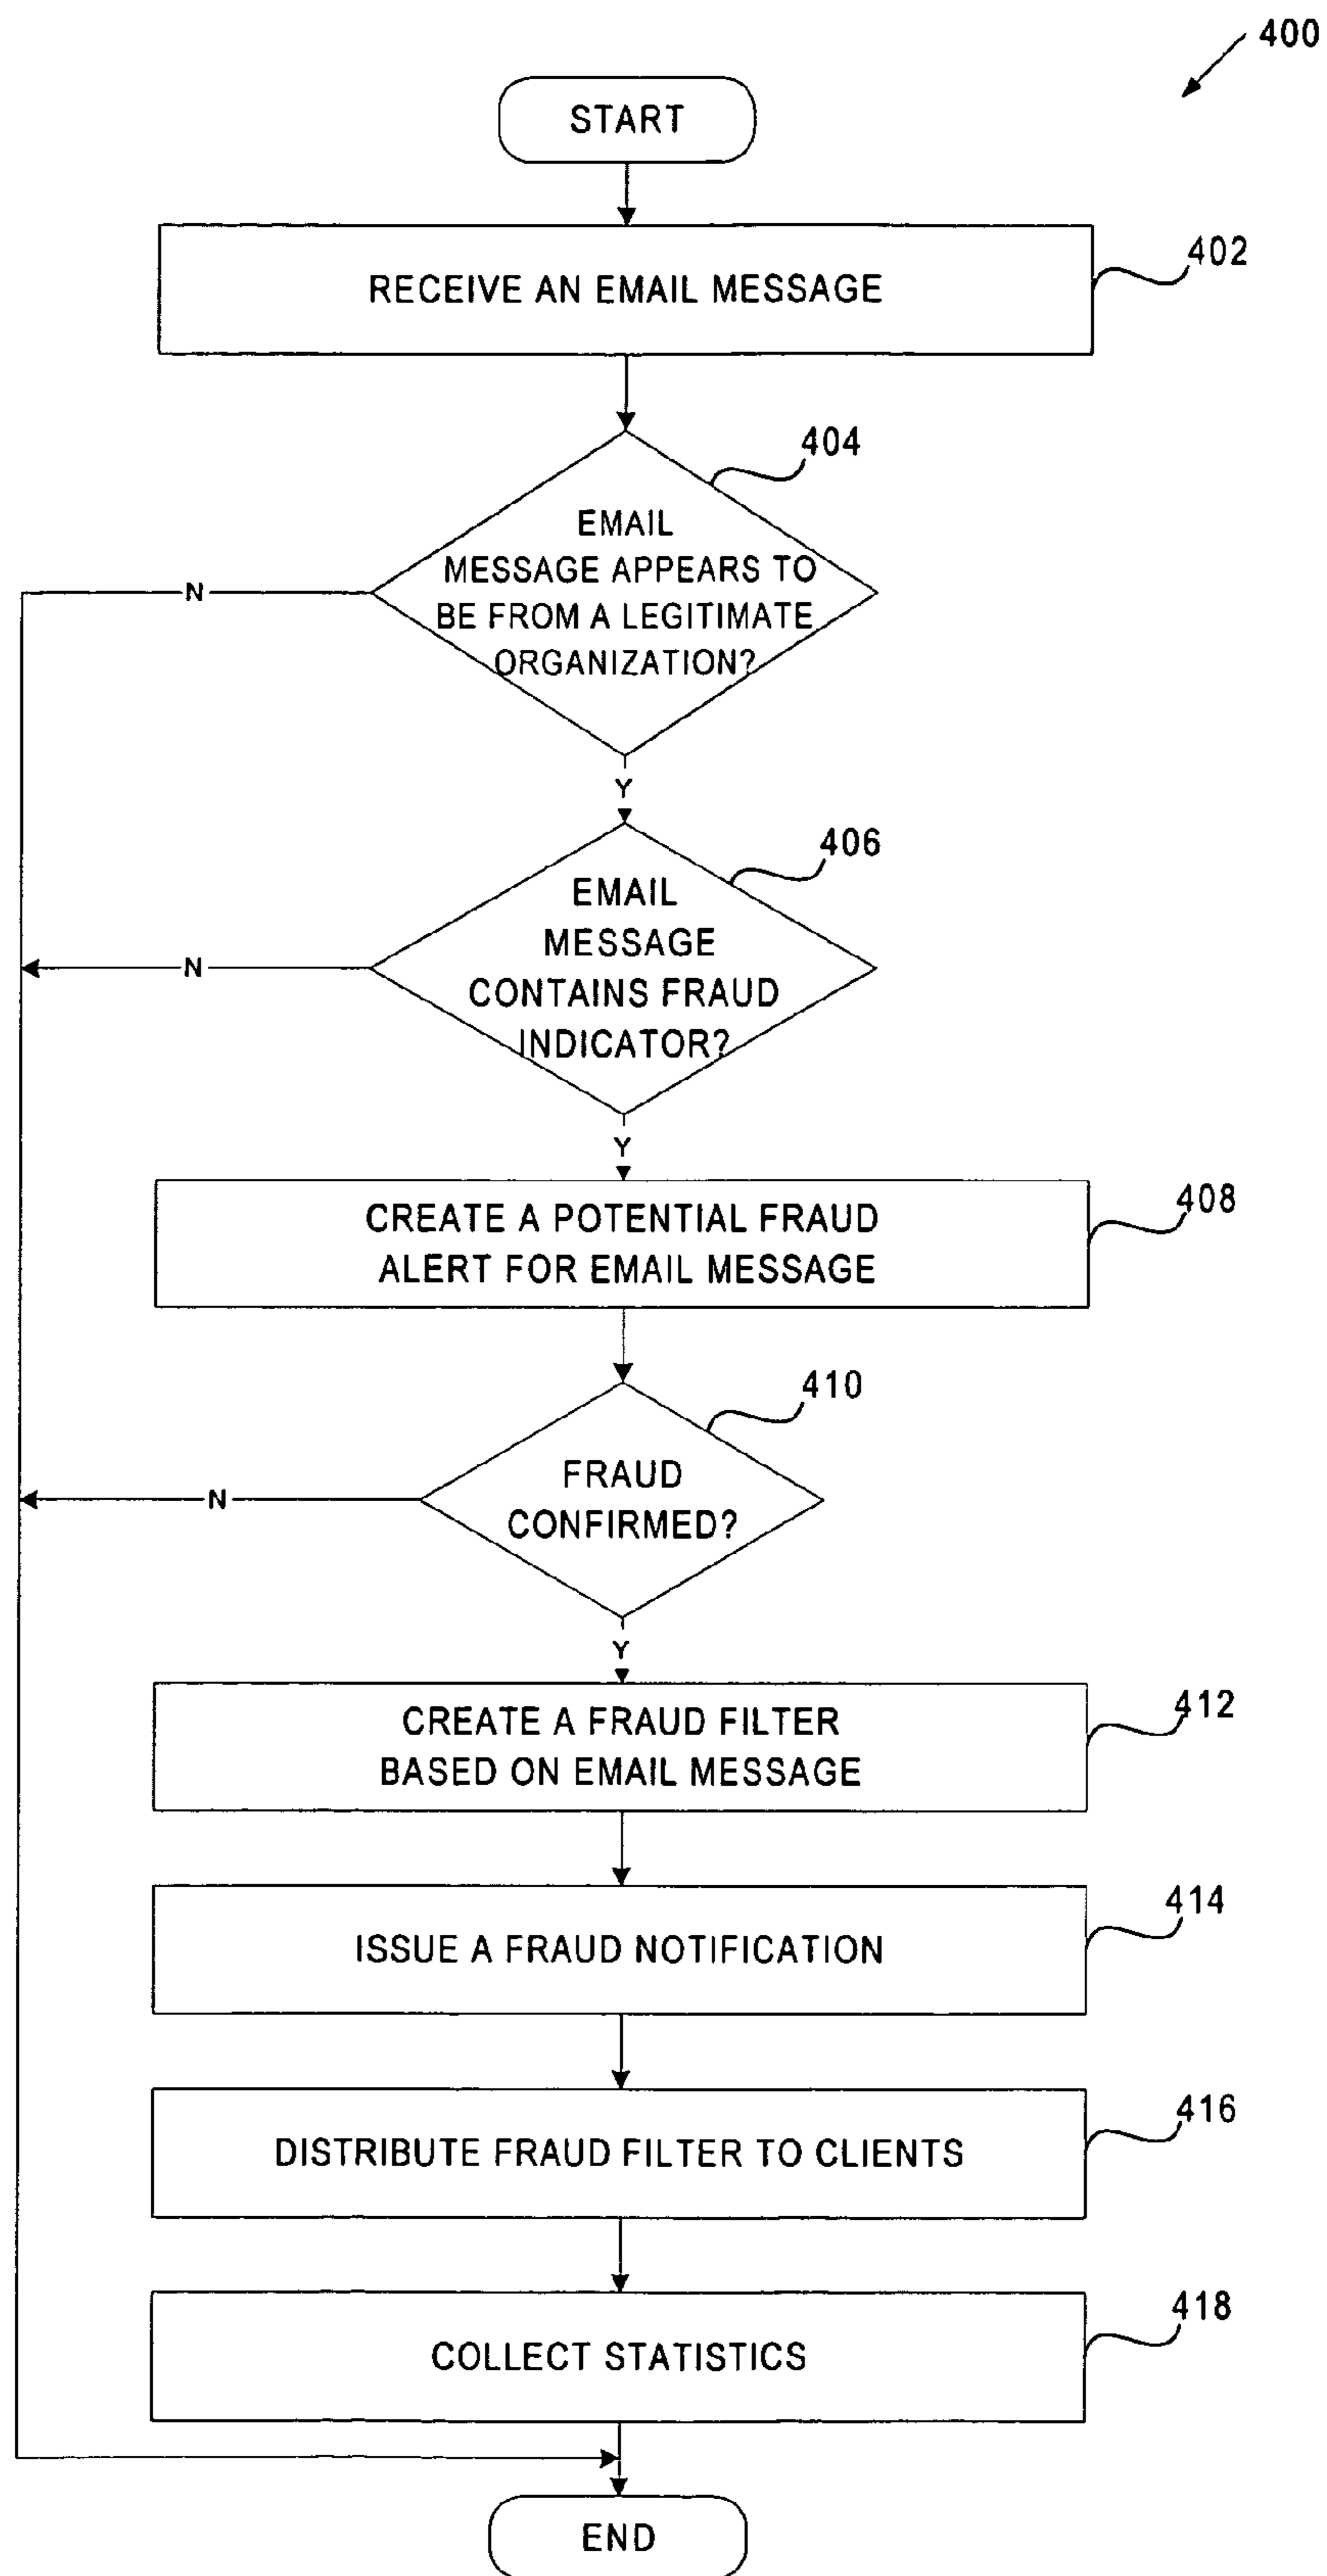 400
START
RECEIVE AN EMAIL MESSAGE
402
404
EMAIL
MESSAGE APPEARS TO
BE FROM A LEGITIMATE
ORGANIZATION?
N
Y
406
EMAIL
MESSAGE
CONTAINS FRAUD
INDICATOR?
N
Y
CREATE A POTENTIAL FRAUD
ALERT FOR EMAIL MESSAGE
408
410
FRAUD
CONFIRMED?
N
Y
CREATE A FRAUD FILTER
BASED ON EMAIL MESSAGE
412
ISSUE A FRAUD NOTIFICATION
414
DISTRIBUTE FRAUD FILTER TO CLIENTS
416
COLLECT STATISTICS
418
END